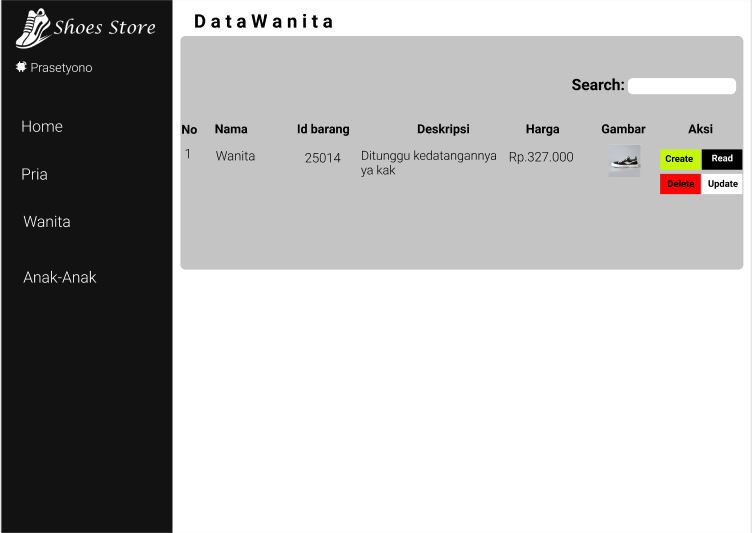 Shoes Store
Prasetyono
Home
Pria
Wanita
Anak-Anak
DataWanita
Search:
No Nama Id barang Deskripsi Harga Gambar Aksi
1 Wanita 25014 Ditunggu kedatangannya Rp.327.000 Create Read
ya kak
Delete Update